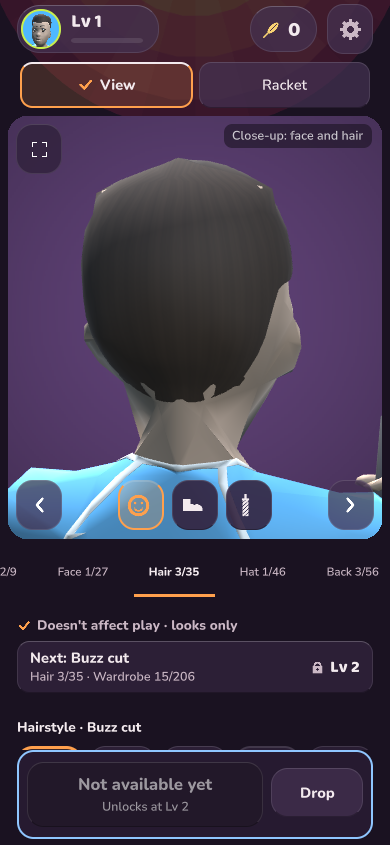 Lv 1
0
View
Racket
Close-up: face and hair
2/9
Face 1/27
Hair 3/35
Hat 1/46
Back 3/56
Doesn't affect play · looks only
Next: Buzz cut
Hair 3/35 · Wardrobe 15/206
Lv 2
Hairstyle · Buzz cut
Not available yet
Unlocks at Lv 2
Drop